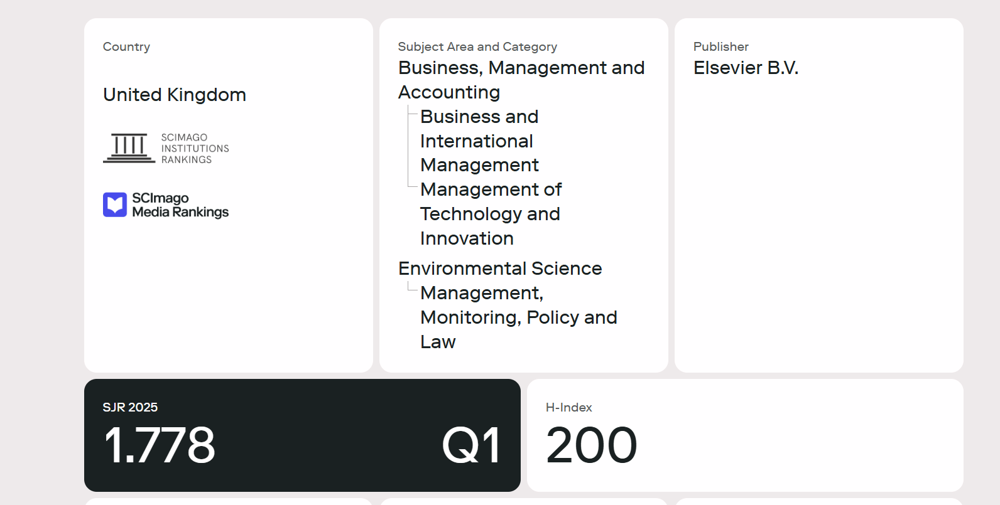 Country
United Kingdom
SCIMAGO
INSTITUTIONS
RANKINGS
SCImago
Media Rankings
Subject Area and Category
Business, Management and
Accounting
Business and
International
Management
Management of
Technology and
Innovation
Environmental Science
Management,
Monitoring, Policy and
Law
Publisher
Elsevier B.V.
SJR 2025
1.778
Q1
H-Index
200